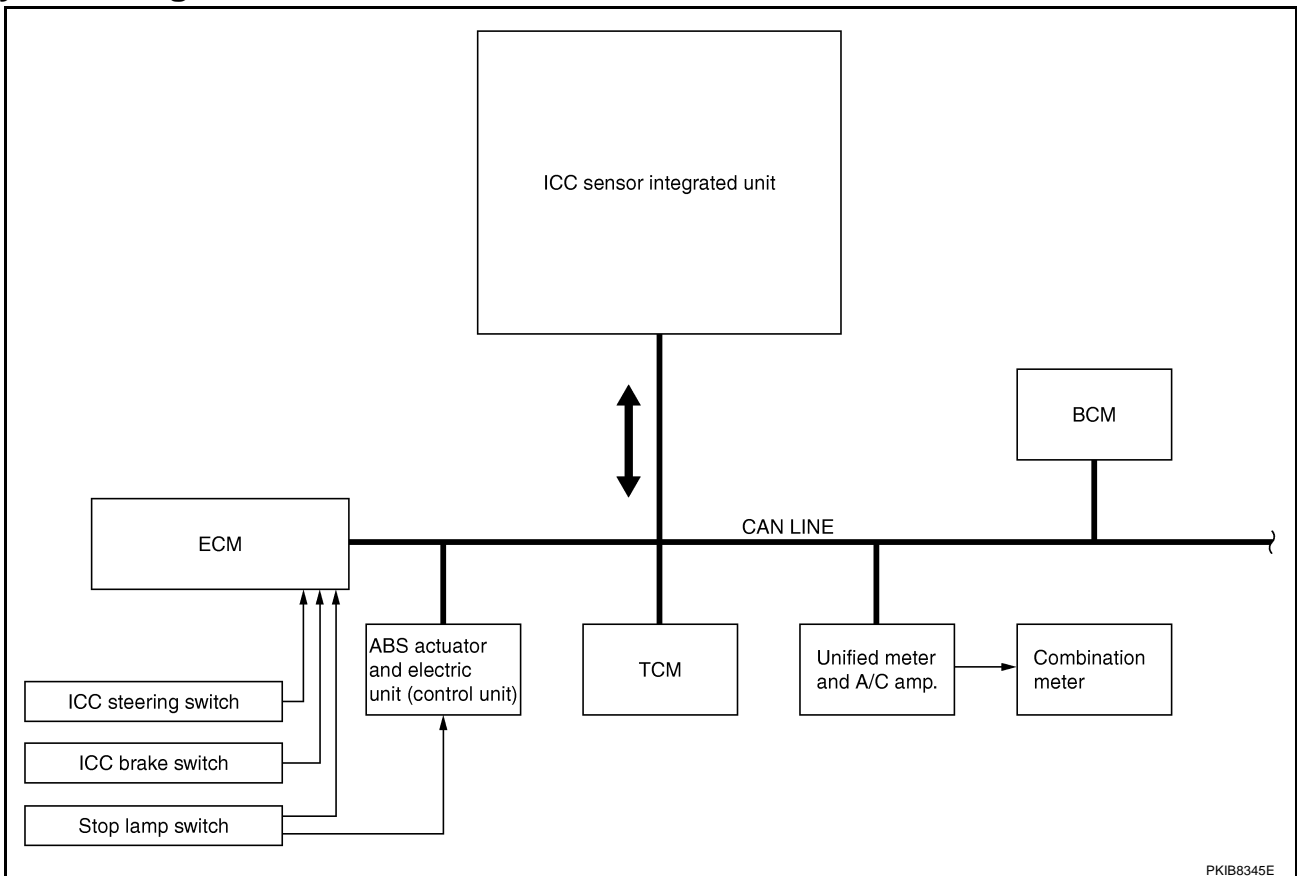 ICC sensor integrated unit
BCM
CAN LINE
ECM
ABS actuator
and electric
unit (control unit)
TCM
Unified meter
and A/C amp.
Combination
meter
ICC steering switch
ICC brake switch
Stop lamp switch
PKIB8345E